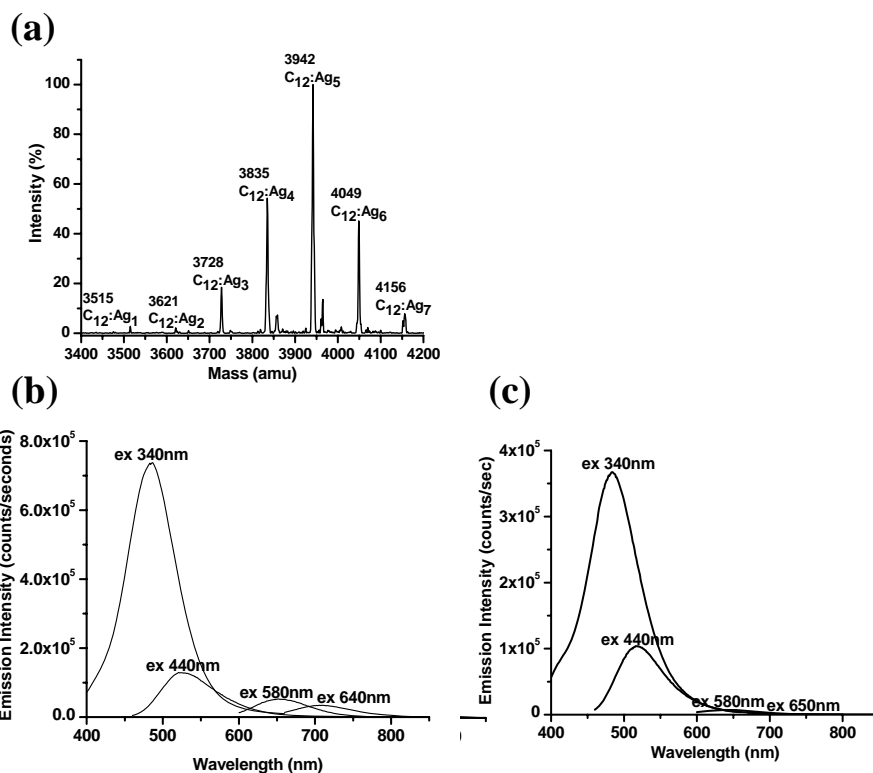 (a)
3942
C12:Ag5
3835
C12:Ag4
4049
C12:Ag6
3728
C12:Ag3
4156
C12:Ag7
3515
C12:Ag1
3621
C12:Ag2
100
80
60
40
20
0
Intensity (%)
3400 3500 3600 3700 3800 3900 4000 4100 4200
Mass (amu)
(b)
8.0x10^5
6.0x10^5
4.0x10^5
2.0x10^5
0.0
Emission Intensity (counts/seconds)
ex 340nm
ex 440nm
ex 580nm
ex 640nm
400 500 600 700 800
Wavelength (nm)
(c)
4x10^5
3x10^5
2x10^5
1x10^5
0
Emission Intensity (counts/sec)
ex 340nm
ex 440nm
ex 580nm
ex 650nm
400 500 600 700 800
Wavelength (nm)